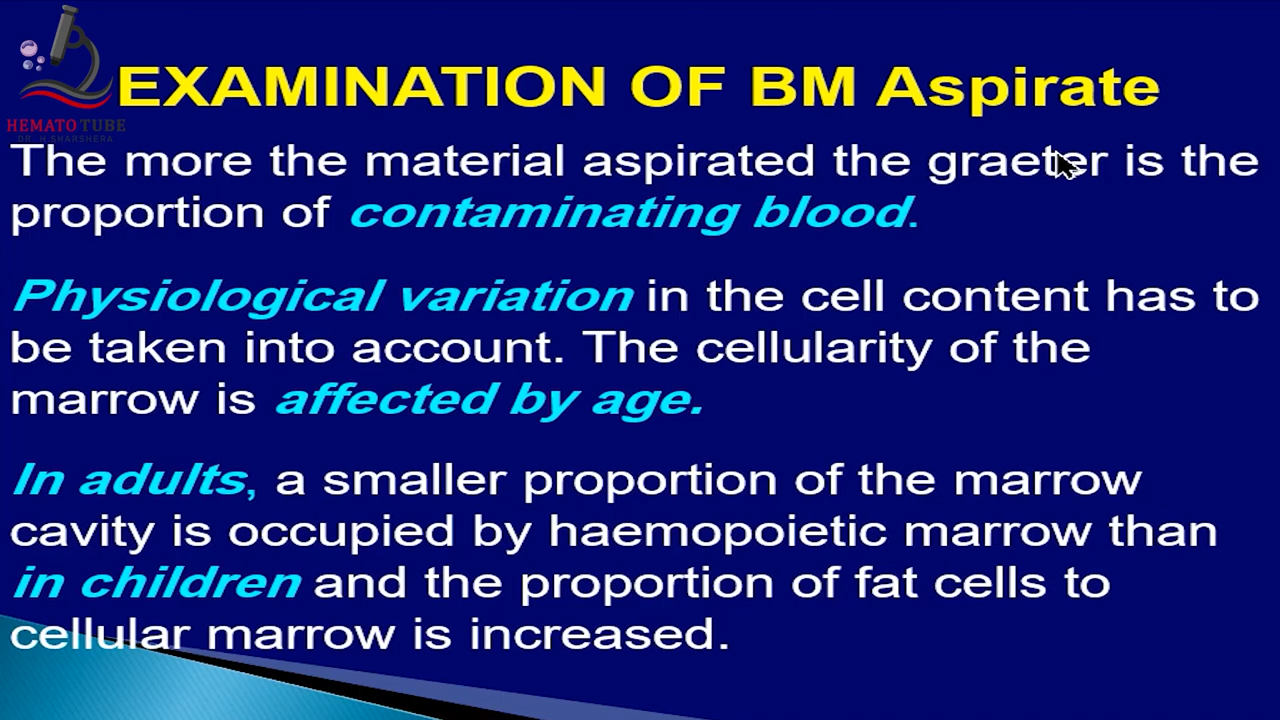 EXAMINATION OF BM Aspirate
HEMATO TUBE
DR. H SHARSHERA
The more the material aspirated the graeter is the
proportion of contaminating blood.
Physiological variation in the cell content has to
be taken into account. The cellularity of the
marrow is affected by age.
In adults, a smaller proportion of the marrow
cavity is occupied by haemopoietic marrow than
in children and the proportion of fat cells to
cellular marrow is increased.